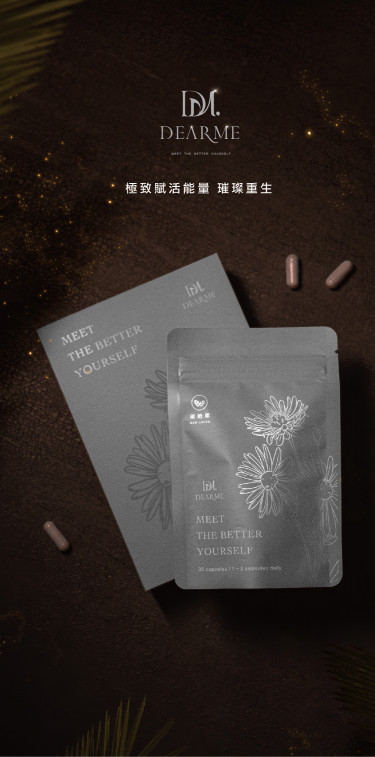 DM.
DEARME
MEET THE BETTER YOURSELF
極致賦活能量 璀璨重生
DM.
DEARME
MEET
THE BETTER
YOURSELF
DM.
DEARME
MEET
THE BETTER
YOURSELF